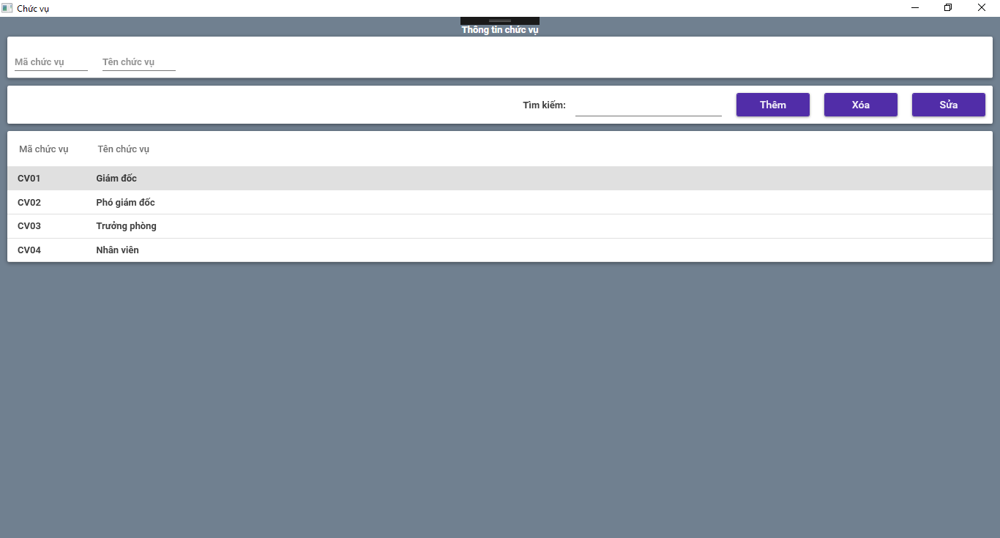 Chức vụ
Thông tin chức vụ
Mã chức vụ Tên chức vụ
Tìm kiếm: Thêm Xóa Sửa
Mã chức vụ Tên chức vụ
CV01 Giám đốc
CV02 Phó giám đốc
CV03 Trưởng phòng
CV04 Nhân viên